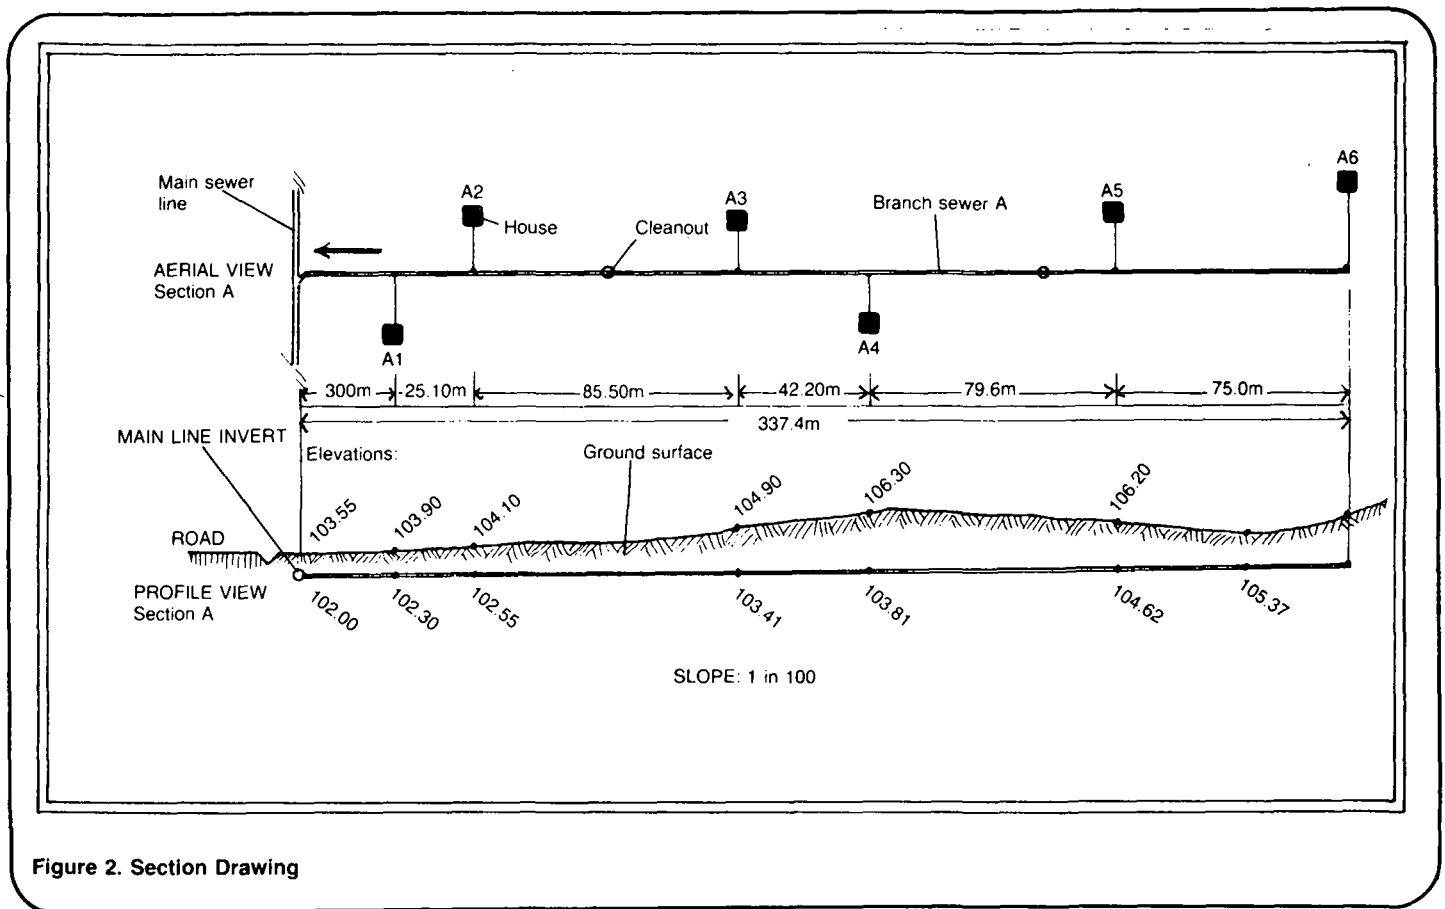 A6
Main sewer
line
A2
A3
A5
House
Cleanout
Branch sewer A
AERIAL VIEW
Section A
A1
A4
300m
25.10m
85.50m
42.20m
79.6m
75.0m
337.4m
MAIN LINE INVERT
Elevations:
Ground surface
103.55
103.90
104.10
104.90
106.30
106.20
ROAD
PROFILE VIEW
Section A
102.00
102.30
102.55
103.41
103.81
104.62
105.37
SLOPE: 1 in 100
Figure 2. Section Drawing